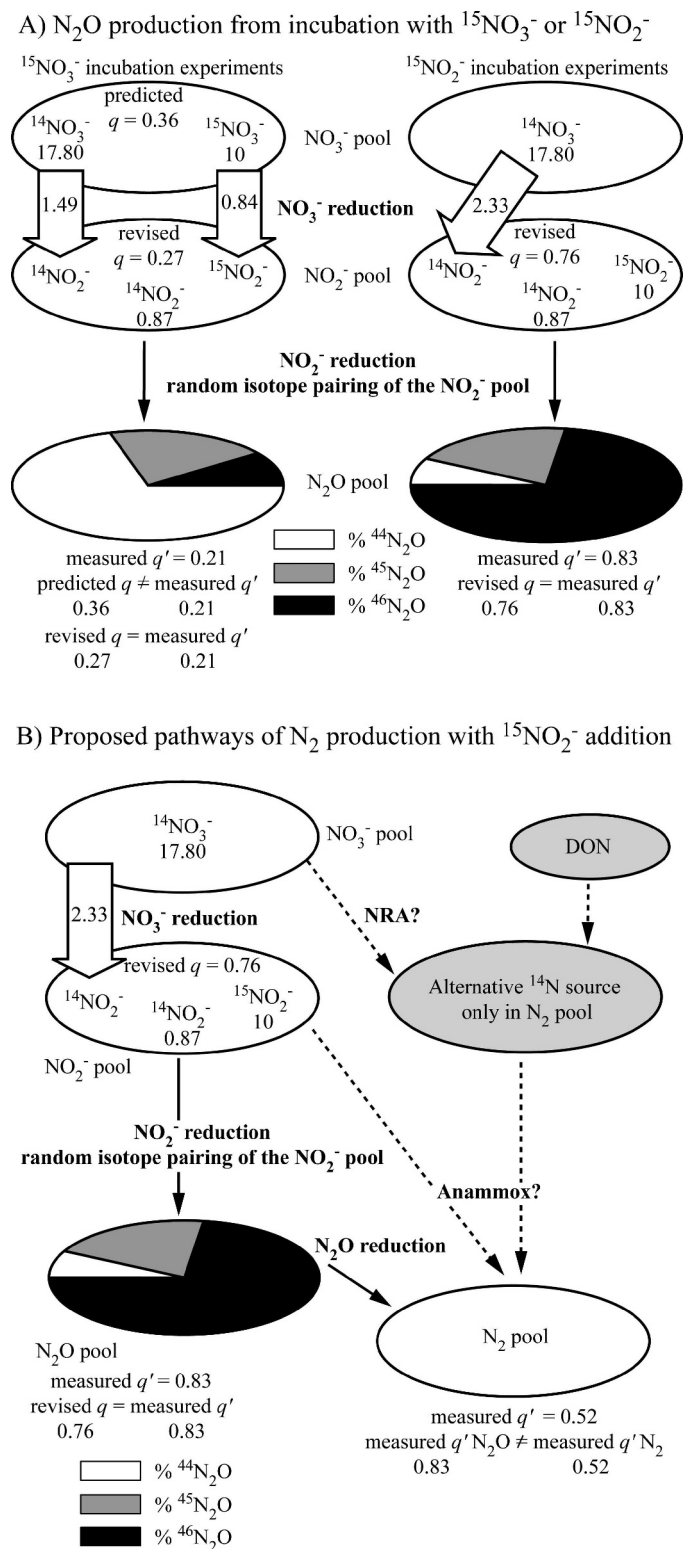 A) N₂O production from incubation with ¹⁵NO₃⁻ or ¹⁵NO₂⁻
¹⁵NO₃⁻ incubation experiments
predicted
q = 0.36
¹⁴NO₃⁻
17.80
¹⁵NO₃⁻
10
1.49
0.84
revised
q = 0.27
¹⁴NO₂⁻
¹⁵NO₂⁻
¹⁴NO₂⁻
0.87
NO₃⁻ pool
NO₃⁻ reduction
NO₂⁻ pool
¹⁵NO₂⁻ incubation experiments
¹⁴NO₃⁻
17.80
2.33
revised
q = 0.76
¹⁴NO₂⁻
¹⁵NO₂⁻
10
¹⁴NO₂⁻
0.87
NO₂⁻ reduction
random isotope pairing of the NO₂⁻ pool
N₂O pool
% ⁴⁴N₂O
% ⁴⁵N₂O
% ⁴⁶N₂O
measured q′ = 0.21
predicted q ≠ measured q′
0.36 0.21
revised q = measured q′
0.27 0.21
measured q′ = 0.83
revised q = measured q′
0.76 0.83
B) Proposed pathways of N₂ production with ¹⁵NO₂⁻ addition
¹⁴NO₃⁻
17.80
NO₃⁻ pool
DON
2.33
NO₃⁻ reduction
NRA?
revised q = 0.76
¹⁴NO₂⁻
¹⁴NO₂⁻
0.87
¹⁵NO₂⁻
10
Alternative ¹⁴N source
only in N₂ pool
NO₂⁻ pool
NO₂⁻ reduction
random isotope pairing of the NO₂⁻ pool
Anammox?
N₂O reduction
N₂ pool
N₂O pool
measured q′ = 0.83
revised q = measured q′
0.76 0.83
measured q′ = 0.52
measured q′ N₂O ≠ measured q′ N₂
0.83 0.52
% ⁴⁴N₂O
% ⁴⁵N₂O
% ⁴⁶N₂O